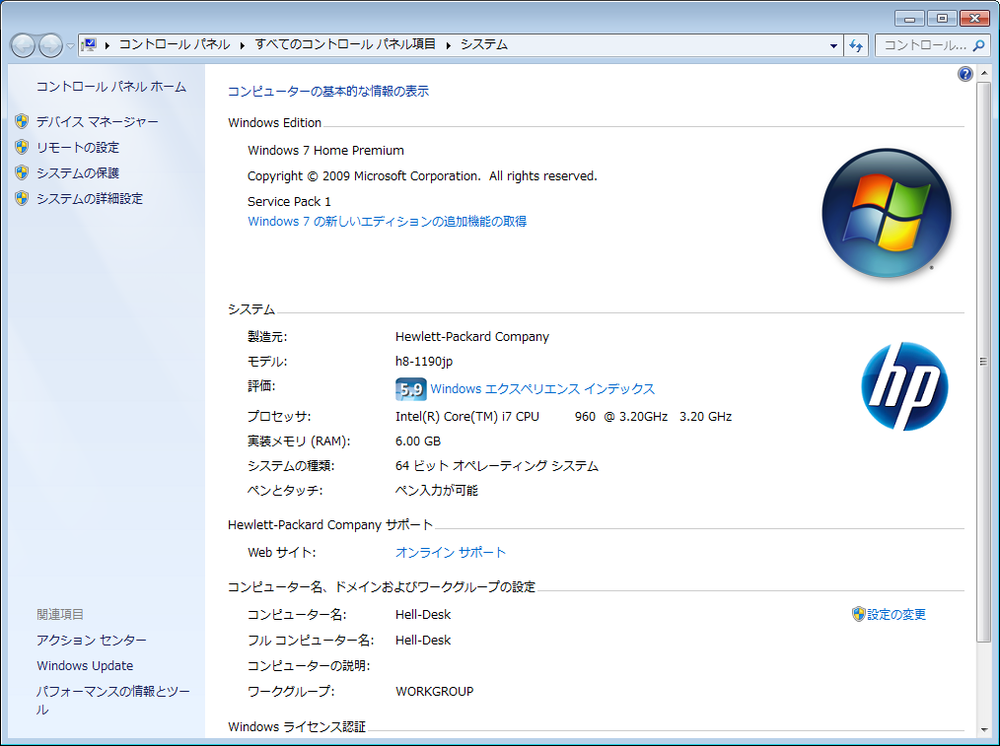 コントロール パネル ▸ すべてのコントロール パネル項目 ▸ システム
コントロール...
コントロール パネル ホーム
デバイス マネージャー
リモートの設定
システムの保護
システムの詳細設定
関連項目
アクション センター
Windows Update
パフォーマンスの情報とツー
ル
コンピューターの基本的な情報の表示
Windows Edition
Windows 7 Home Premium
Copyright © 2009 Microsoft Corporation.  All rights reserved.
Service Pack 1
Windows 7 の新しいエディションの追加機能の取得
システム
製造元: Hewlett-Packard Company
モデル: h8-1190jp
評価: 5.9 Windows エクスペリエンス インデックス
プロセッサ: Intel(R) Core(TM) i7 CPU 960 @ 3.20GHz 3.20 GHz
実装メモリ (RAM): 6.00 GB
システムの種類: 64 ビット オペレーティング システム
ペンとタッチ: ペン入力が可能
hp
Hewlett-Packard Company サポート
Web サイト: オンライン サポート
コンピューター名、ドメインおよびワークグループの設定
コンピューター名: Hell-Desk 設定の変更
フル コンピューター名: Hell-Desk
コンピューターの説明:
ワークグループ: WORKGROUP
Windows ライセンス認証